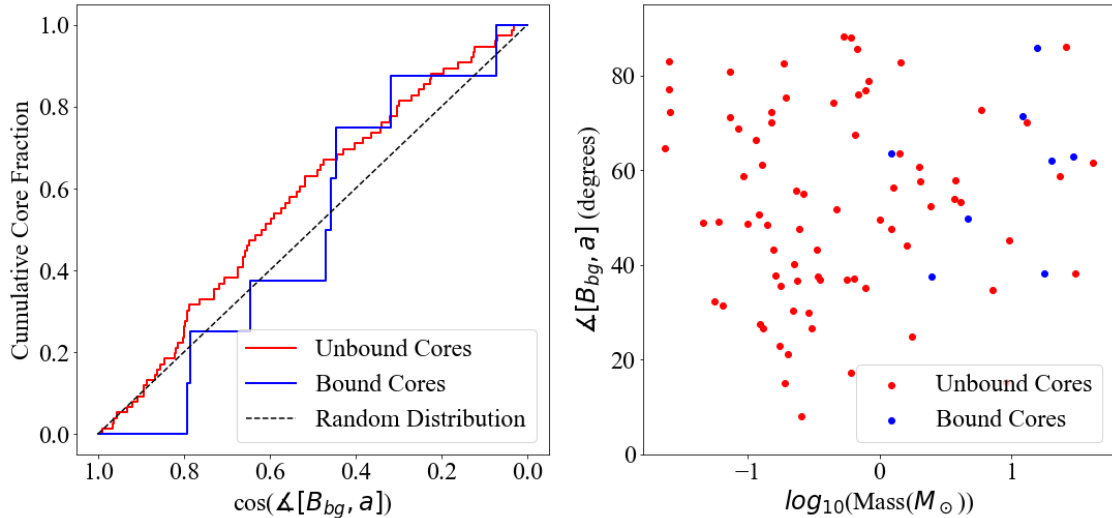 Cumulative Core Fraction
1.0
0.8
0.6
0.4
0.2
0.0
1.0 0.8 0.6 0.4 0.2 0.0
cos(∡[B_bg, a])
Unbound Cores
Bound Cores
Random Distribution
∡[B_bg, a] (degrees)
80
60
40
20
0
−1 0 1
log₁₀(Mass(M_⊙))
Unbound Cores
Bound Cores